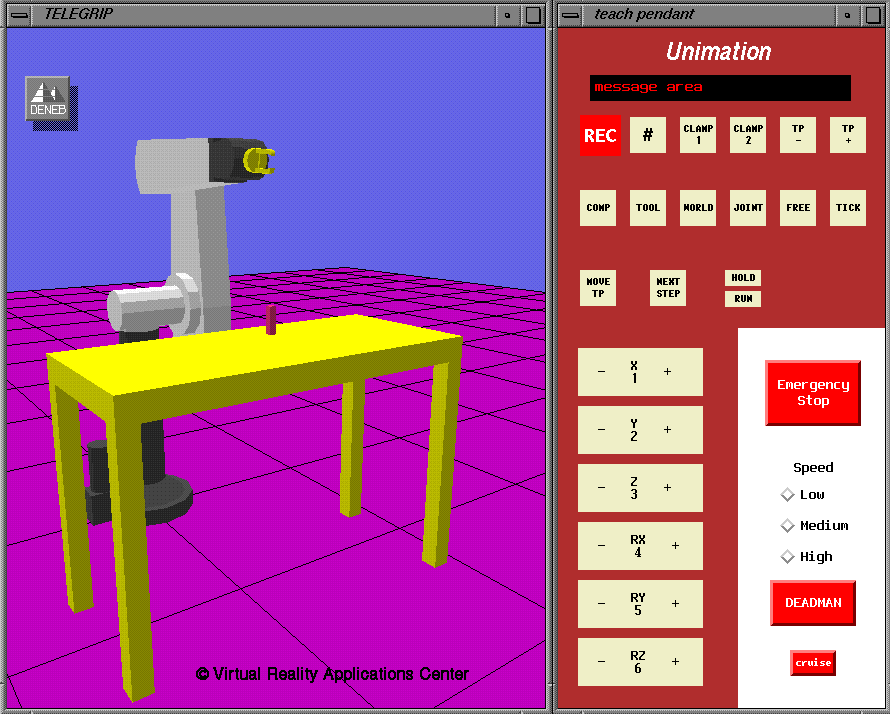 TELEGRIP
DENEB
© Virtual Reality Applications Center
teach pendant
Unimation
message area
REC
#
CLAMP
1
CLAMP
2
TP
-
TP
+
COMP
TOOL
WORLD
JOINT
FREE
TICK
MOVE
TP
NEXT
STEP
HOLD
RUN
- X +
1
- Y +
2
- Z +
3
- RX +
4
- RY +
5
- RZ +
6
Emergency
Stop
Speed
Low
Medium
High
DEADMAN
cruise